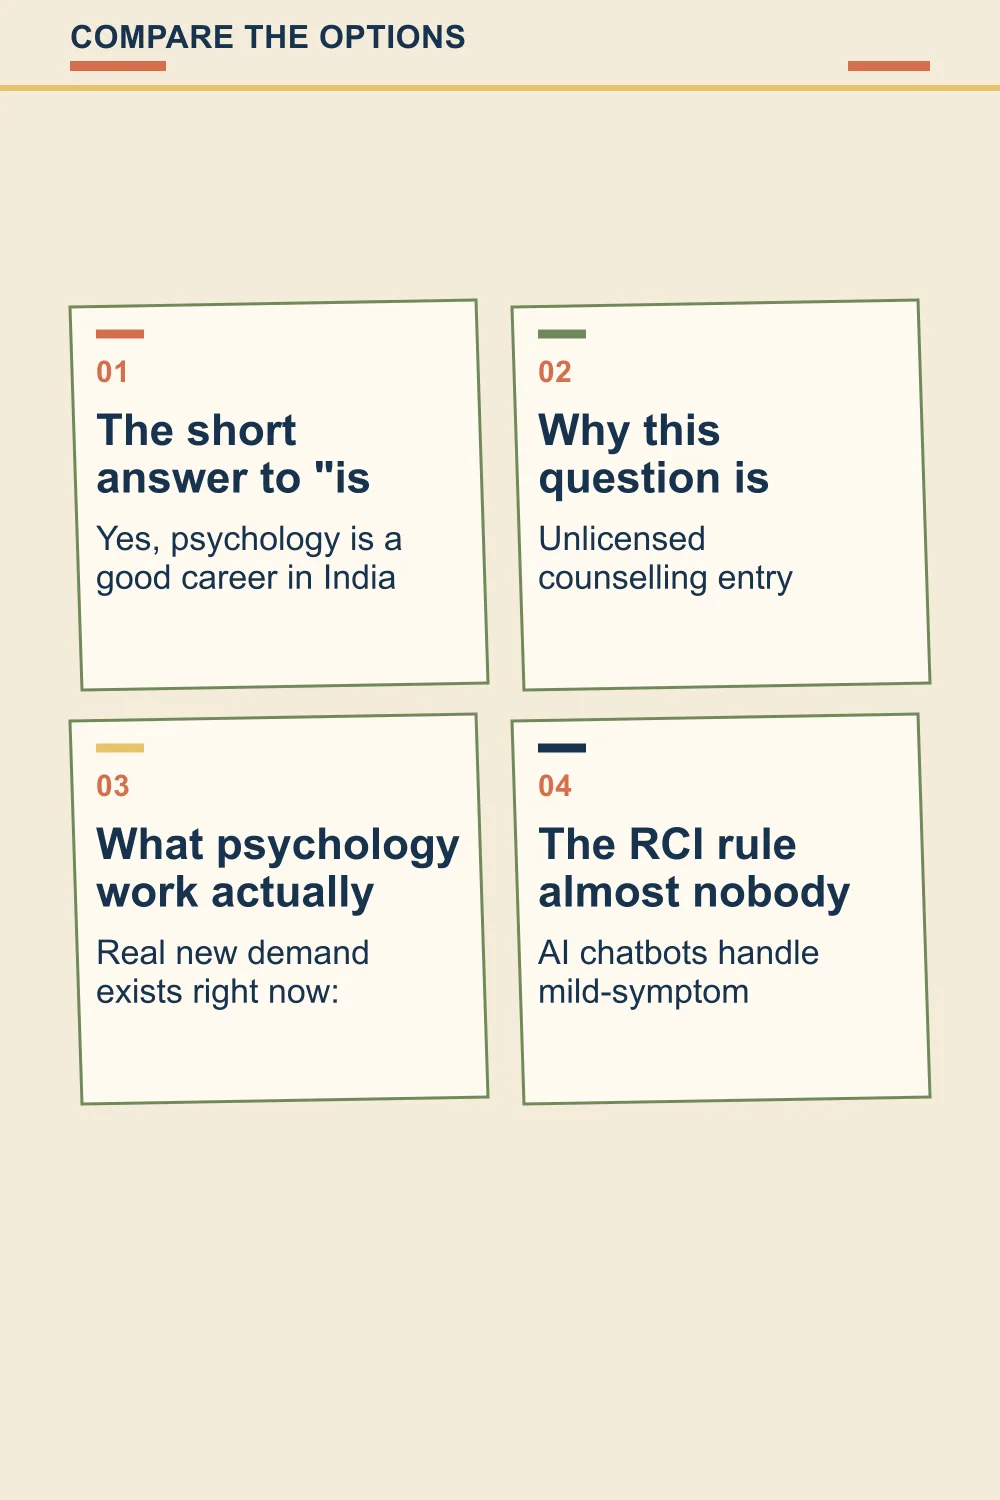 COMPARE THE OPTIONS
01
The short
answer to "is
Yes, psychology is a
good career in India
02
Why this
question is
Unlicensed
counselling entry
03
What psychology
work actually
Real new demand
exists right now:
04
The RCI rule
almost nobody
AI chatbots handle
mild-symptom